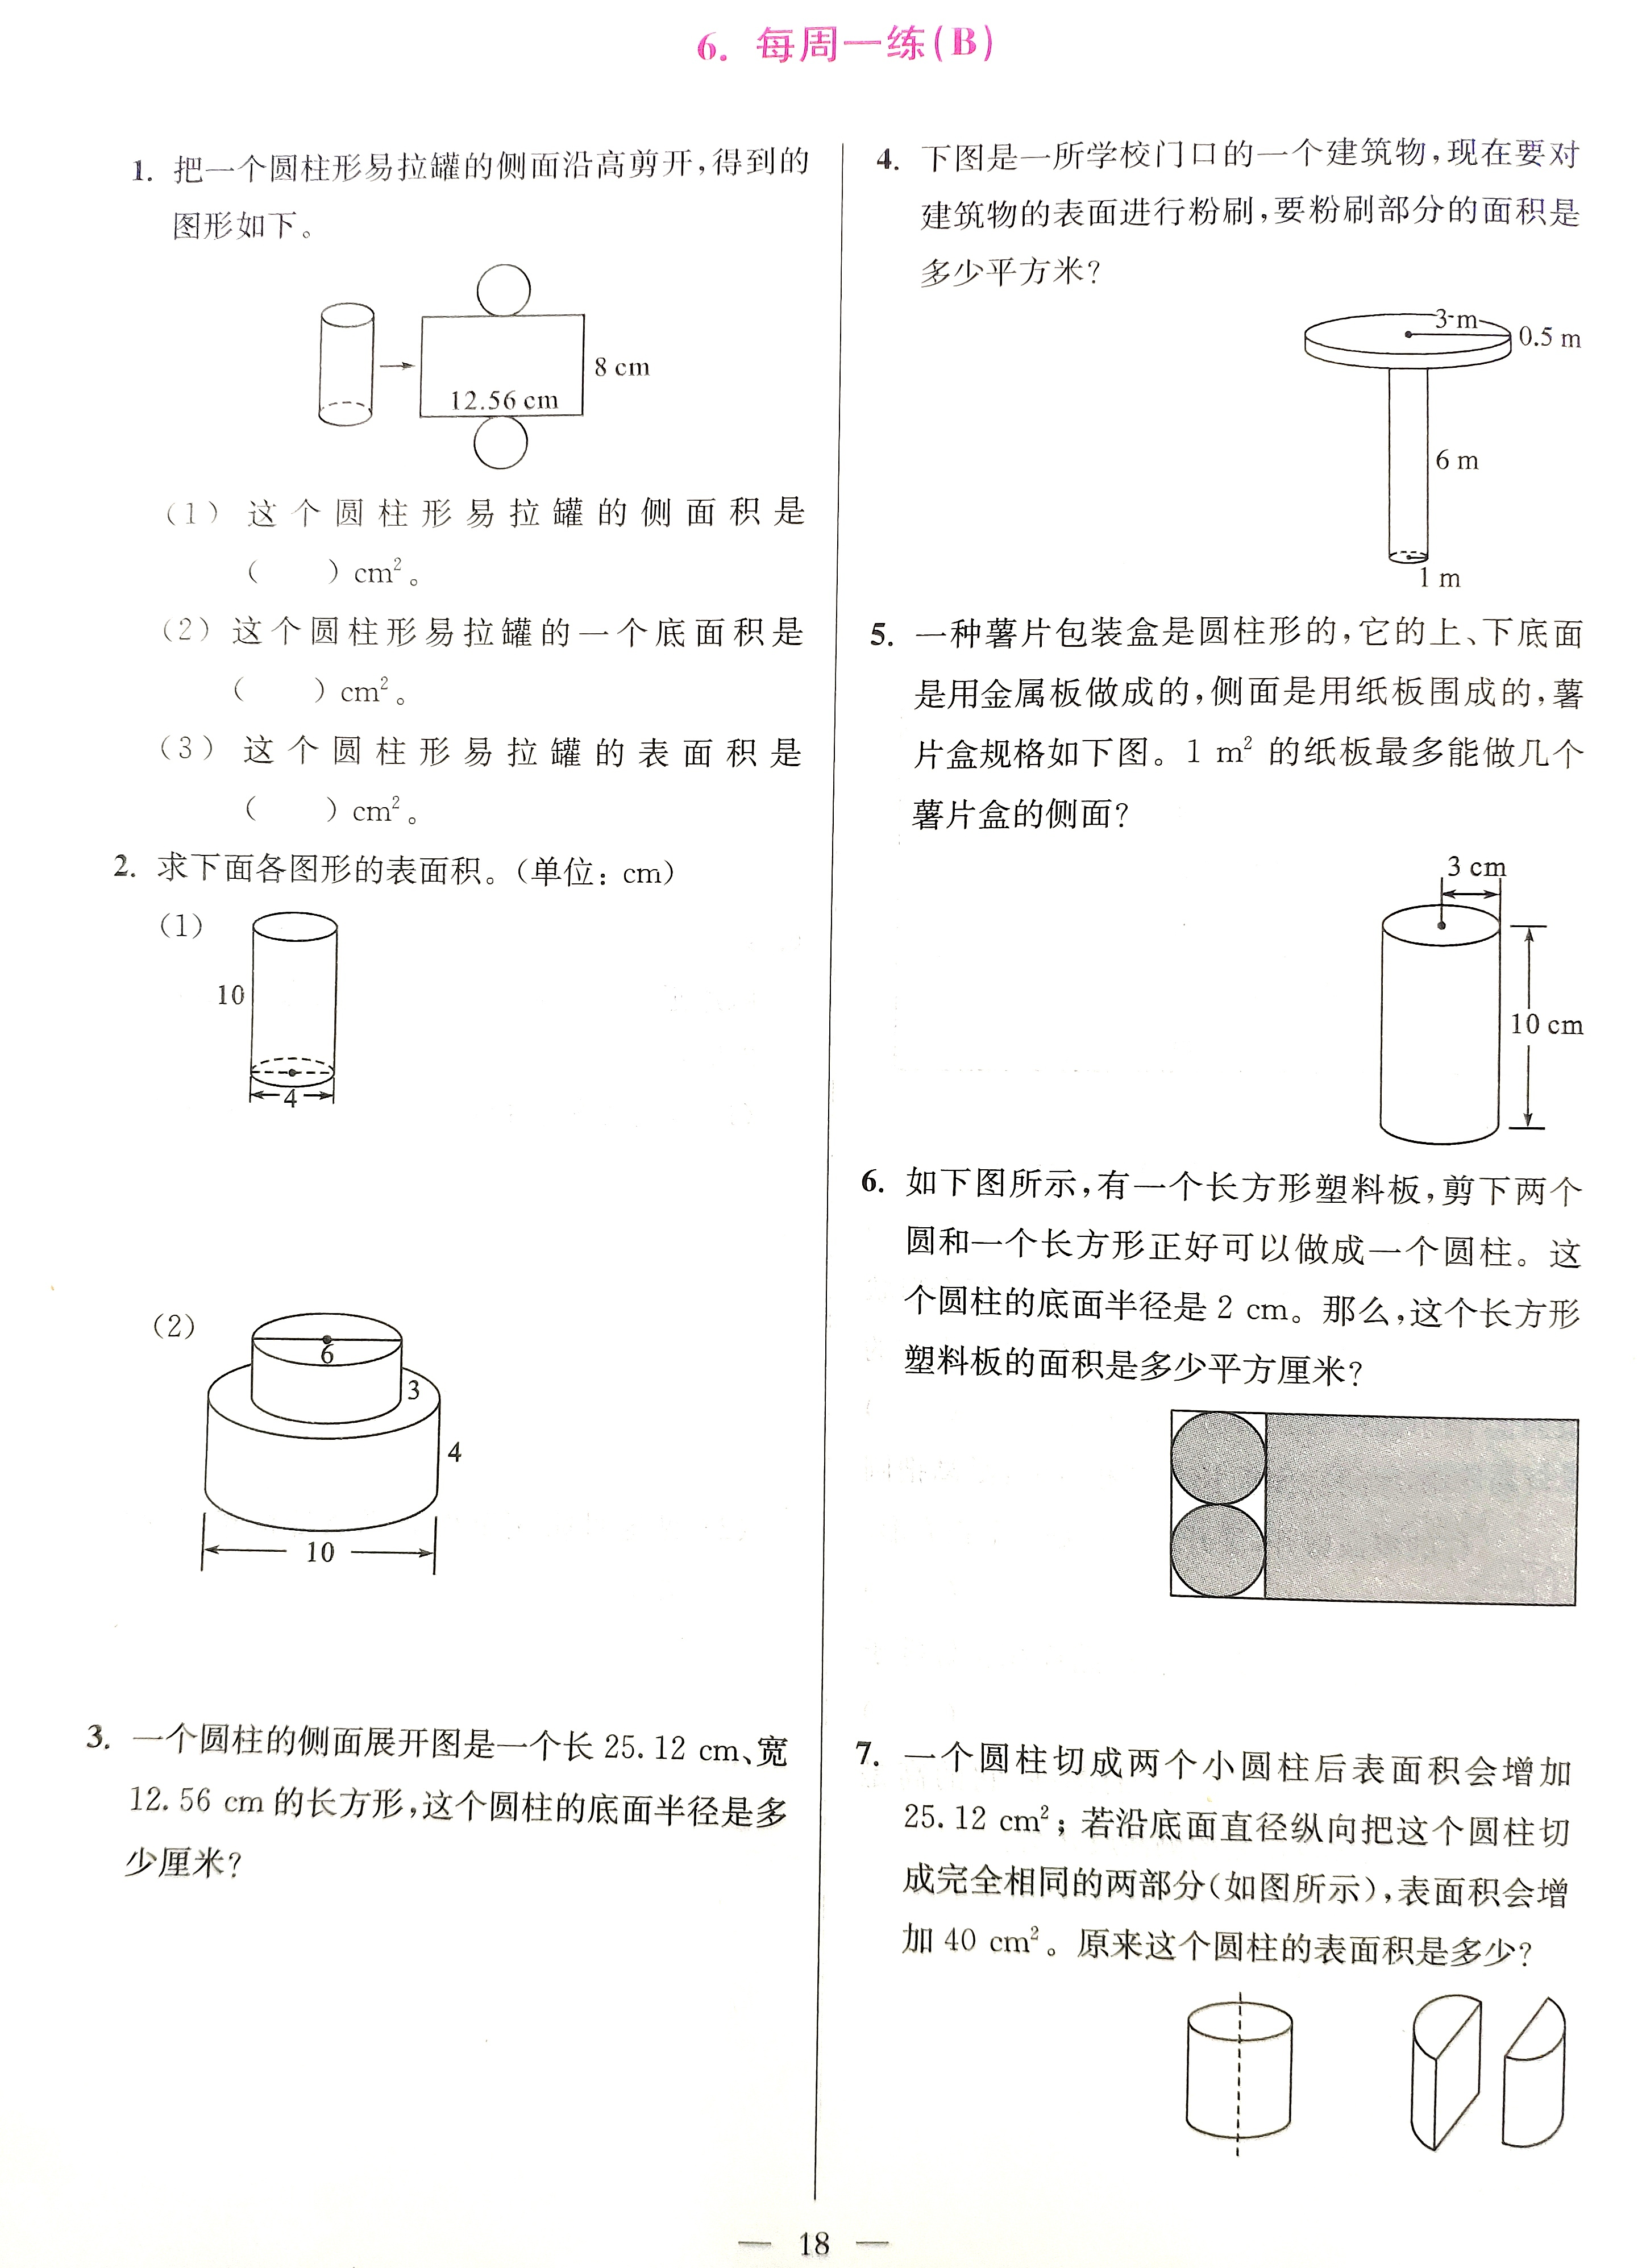 6. 每周一练(B)
1. 把一个圆柱形易拉罐的侧面沿高剪开,得到的
图形如下。
8 cm
12.56 cm
(1) 这个圆柱形易拉罐的侧面积是
( ) cm²。
(2) 这个圆柱形易拉罐的一个底面积是
( ) cm²。
(3) 这个圆柱形易拉罐的表面积是
( ) cm²。
2. 求下面各图形的表面积。(单位: cm)
(1)
10
4
(2)
6
3
4
10
3. 一个圆柱的侧面展开图是一个长 25.12 cm、宽
12.56 cm 的长方形,这个圆柱的底面半径是多
少厘米?
4. 下图是一所学校门口的一个建筑物,现在要对
建筑物的表面进行粉刷,要粉刷部分的面积是
多少平方米?
3 m
0.5 m
6 m
1 m
5. 一种薯片包装盒是圆柱形的,它的上、下底面
是用金属板做成的,侧面是用纸板围成的,薯
片盒规格如下图。1 m² 的纸板最多能做几个
薯片盒的侧面?
3 cm
10 cm
6. 如下图所示,有一个长方形塑料板,剪下两个
圆和一个长方形正好可以做成一个圆柱。这
个圆柱的底面半径是 2 cm。那么,这个长方形
塑料板的面积是多少平方厘米?
7. 一个圆柱切成两个小圆柱后表面积会增加
25.12 cm²; 若沿底面直径纵向把这个圆柱切
成完全相同的两部分(如图所示),表面积会增
加 40 cm²。原来这个圆柱的表面积是多少?
— 18 —